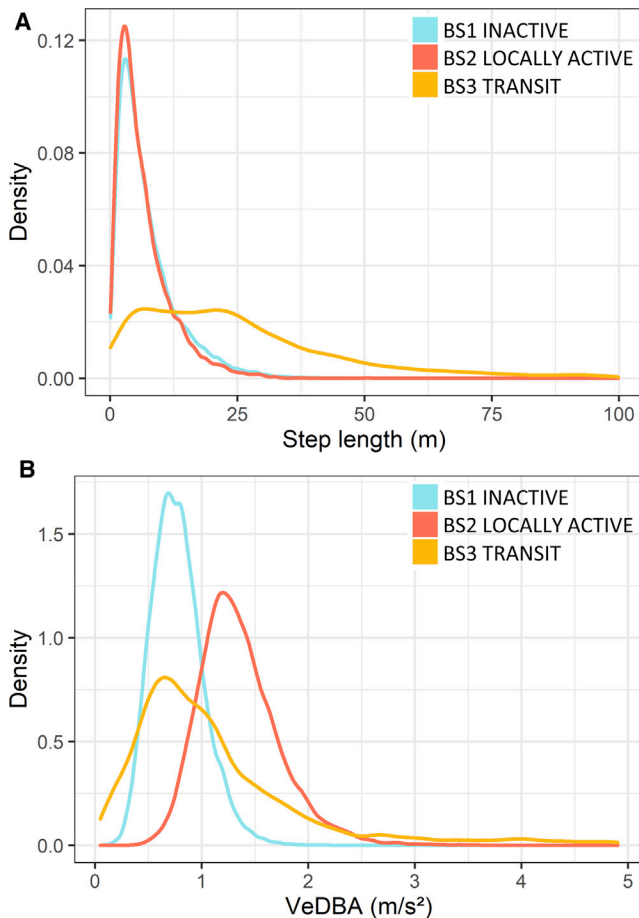 A
0.12
0.08
0.04
0.00
Density
BS1 INACTIVE
BS2 LOCALLY ACTIVE
BS3 TRANSIT
0 25 50 75 100
Step length (m)
B
1.5
1.0
0.5
0.0
Density
BS1 INACTIVE
BS2 LOCALLY ACTIVE
BS3 TRANSIT
0 1 2 3 4 5
VeDBA (m/s²)